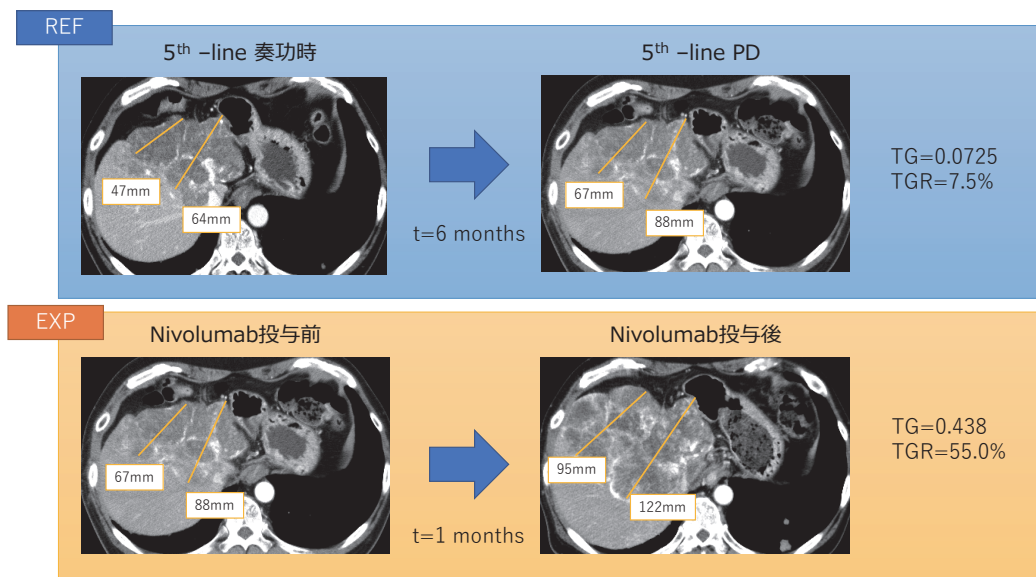 REF
5th –line 奏功時
5th –line PD
47mm
64mm
t=6 months
67mm
88mm
TG=0.0725
TGR=7.5%
EXP
Nivolumab投与前
Nivolumab投与後
67mm
88mm
t=1 months
95mm
122mm
TG=0.438
TGR=55.0%